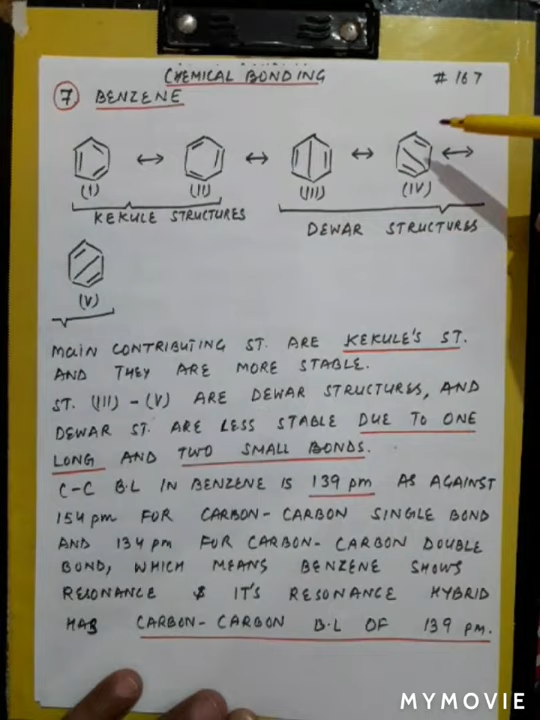 CHEMICAL BONDING # 167
7. BENZENE
(I) (II) (III) (IV)
KEKULE STRUCTURES
DEWAR STRUCTURES
(V)
MAIN CONTRIBUTING ST. ARE KEKULE'S ST.
AND THEY ARE MORE STABLE.
ST. (III) - (V) ARE DEWAR STRUCTURES, AND
DEWAR ST. ARE LESS STABLE DUE TO ONE
LONG AND TWO SMALL BONDS.
C-C B.L IN BENZENE IS 139 pm AS AGAINST
154 pm FOR CARBON-CARBON SINGLE BOND
AND 134 pm FOR CARBON-CARBON DOUBLE
BOND, WHICH MEANS BENZENE SHOWS
RESONANCE & IT'S RESONANCE HYBRID
HAS CARBON-CARBON B.L OF 139 pm.
MYMOVIE